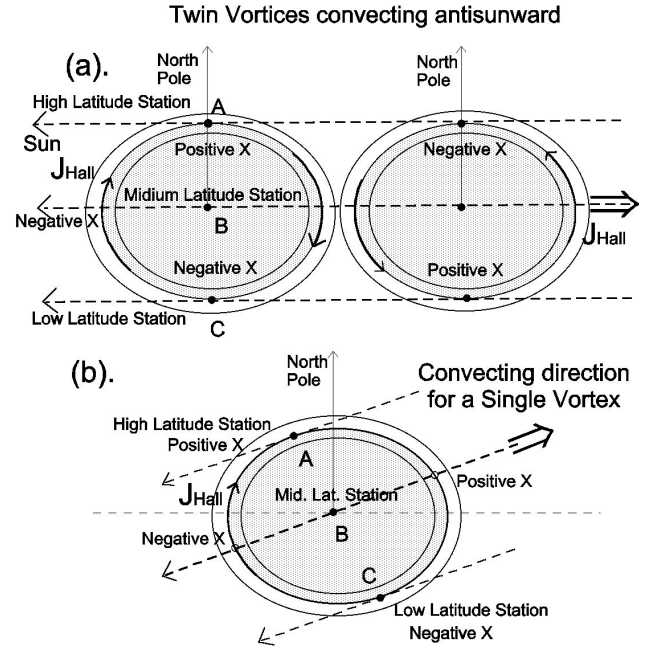 Twin Vortices convecting antisunward
(a).
North
Pole
North
Pole
High Latitude Station
A
Sun
Positive X
Negative X
JHall
Midium Latitude Station
Negative X
B
JHall
Negative X
Positive X
Low Latitude Station
C
(b).
North
Pole
Convecting direction
for a Single Vortex
High Latitude Station
Positive X
A
JHall
Mid. Lat. Station
Positive X
B
Negative X
C
Low Latitude Station
Negative X